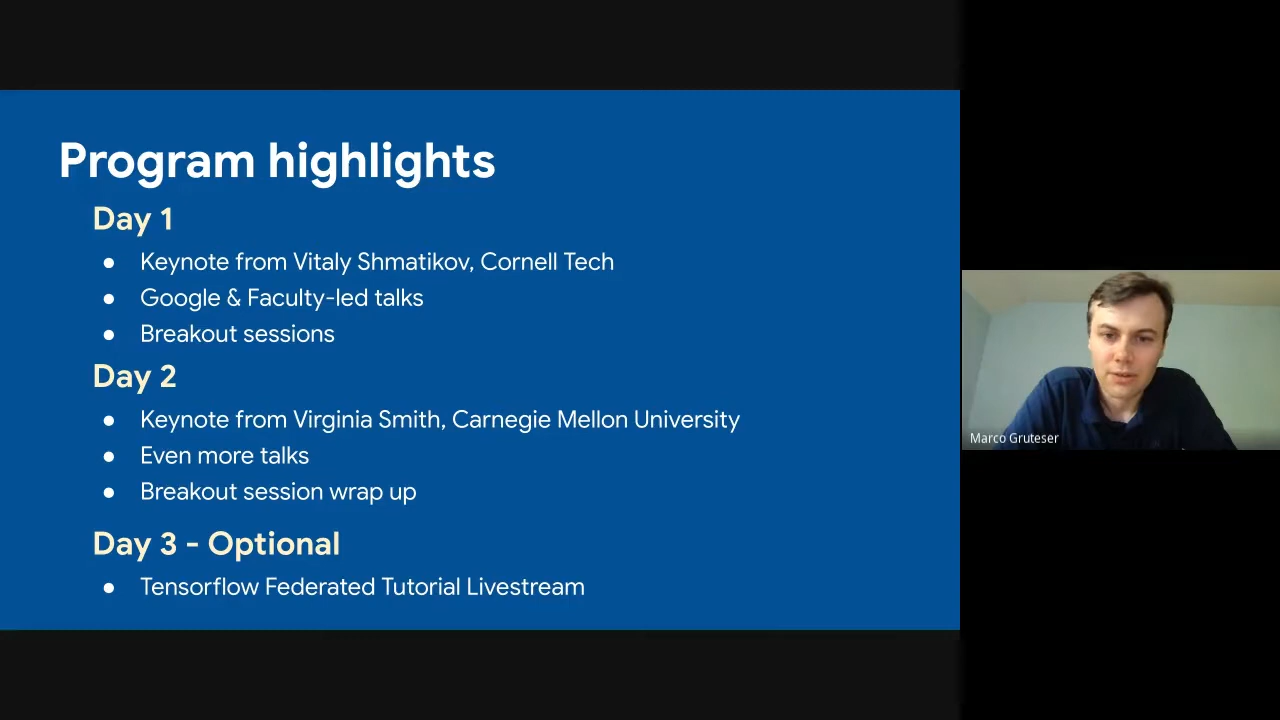 Program highlights
Day 1
● Keynote from Vitaly Shmatikov, Cornell Tech
● Google & Faculty-led talks
● Breakout sessions
Day 2
● Keynote from Virginia Smith, Carnegie Mellon University
● Even more talks
● Breakout session wrap up
Day 3 - Optional
● Tensorflow Federated Tutorial Livestream
Marco Gruteser